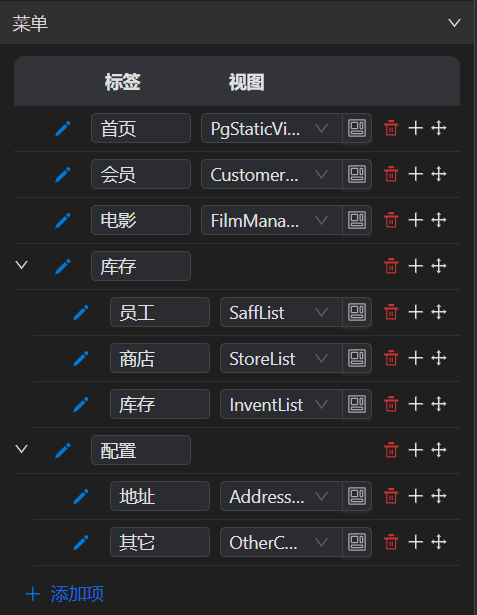 菜单
标签 视图
首页 PgStaticVi...
会员 Customer...
电影 FilmMana...
库存
员工 SaffList
商店 StoreList
库存 InventList
配置
地址 Address...
其它 OtherC...
添加项